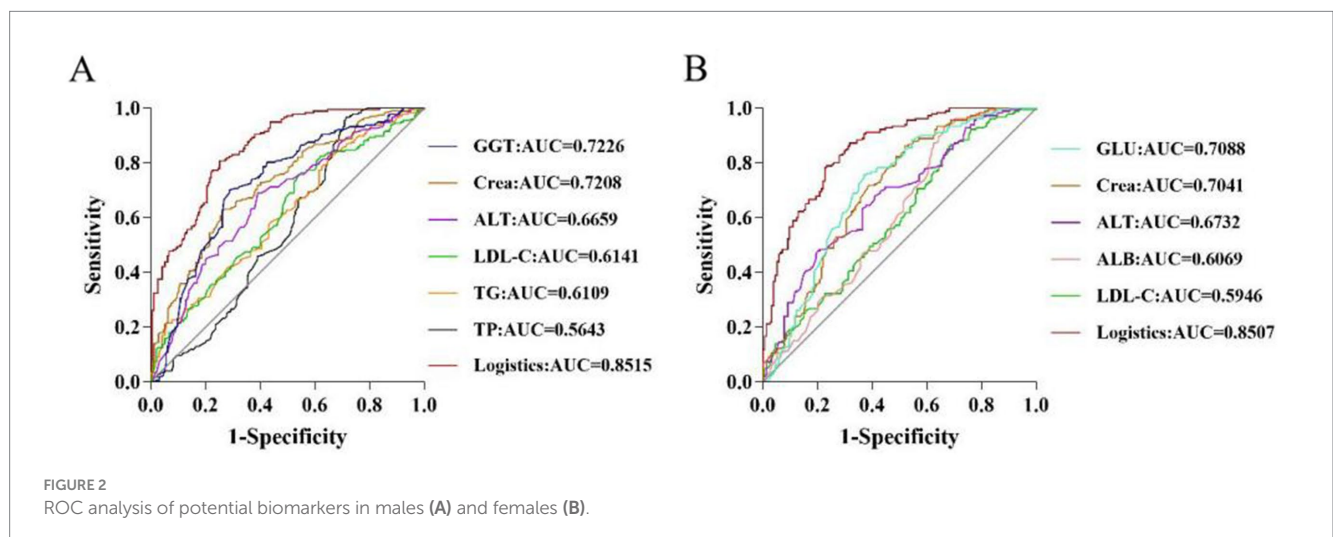 A
1.0
0.8
0.6
0.4
0.2
0.0
Sensitivity
0.0 0.2 0.4 0.6 0.8 1.0
1-Specificity
GGT:AUC=0.7226
Crea:AUC=0.7208
ALT:AUC=0.6659
LDL-C:AUC=0.6141
TG:AUC=0.6109
TP:AUC=0.5643
Logistics:AUC=0.8515
B
1.0
0.8
0.6
0.4
0.2
0.0
Sensitivity
0.0 0.2 0.4 0.6 0.8 1.0
1-Specificity
GLU:AUC=0.7088
Crea:AUC=0.7041
ALT:AUC=0.6732
ALB:AUC=0.6069
LDL-C:AUC=0.5946
Logistics:AUC=0.8507
FIGURE 2
ROC analysis of potential biomarkers in males (A) and females (B).